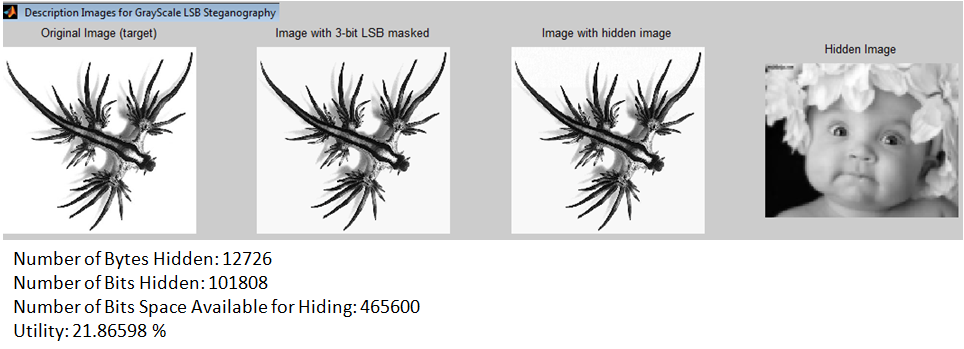 Description Images for GrayScale LSB Steganography
Original Image (target)
Image with 3-bit LSB masked
Image with hidden image
Hidden Image
Number of Bytes Hidden: 12726
Number of Bits Hidden: 101808
Number of Bits Space Available for Hiding: 465600
Utility: 21.86598 %